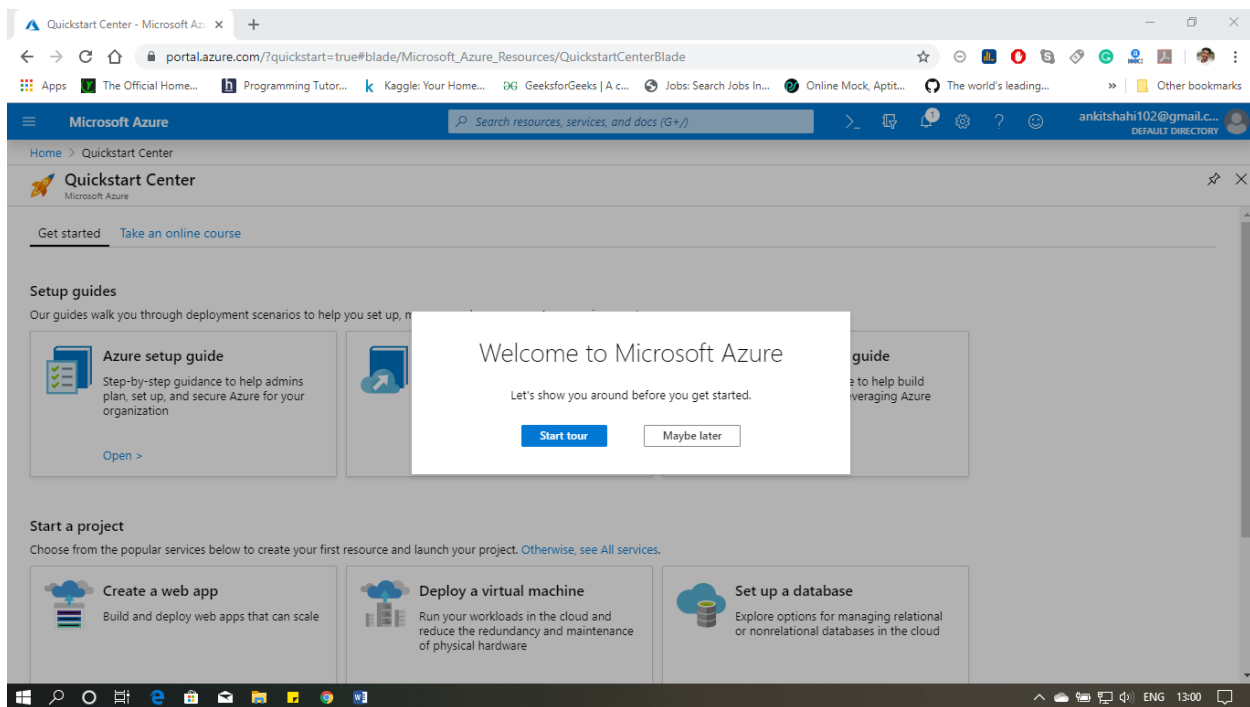 Quickstart Center - Microsoft Az
portal.azure.com/?quickstart=true#blade/Microsoft_Azure_Resources/QuickstartCenterBlade
Apps The Official Home... Programming Tutor... Kaggle: Your Home... GeeksforGeeks | A c... Jobs: Search Jobs In... Online Mock, Aptit... The world's leading... » Other bookmarks
Microsoft Azure
Search resources, services, and docs (G+/)
1
ankitshahi102@gmail.c...
DEFAULT DIRECTORY
Home > Quickstart Center
Quickstart Center
Microsoft Azure
Get started Take an online course
Setup guides
Our guides walk you through deployment scenarios to help you set up,
Azure setup guide
Step-by-step guidance to help admins
plan, set up, and secure Azure for your
organization
Open >
guide
to help build
Azure
Welcome to Microsoft Azure
Let's show you around before you get started.
Start tour
Maybe later
Start a project
Choose from the popular services below to create your first resource and launch your project. Otherwise, see All services.
Create a web app
Build and deploy web apps that can scale
Deploy a virtual machine
Run your workloads in the cloud and
reduce the redundancy and maintenance
of physical hardware
Set up a database
Explore options for managing relational
or nonrelational databases in the cloud
ENG 13:00